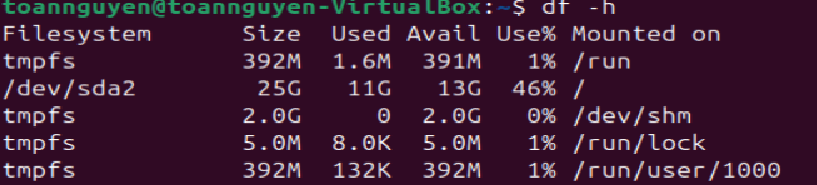 toannguyen@toannguyen-VirtualBox:~$ df -h
Filesystem      Size  Used Avail Use% Mounted on
tmpfs           392M  1.6M  391M   1% /run
/dev/sda2        25G   11G   13G  46% /
tmpfs           2.0G     0  2.0G   0% /dev/shm
tmpfs           5.0M  8.0K  5.0M   1% /run/lock
tmpfs           392M  132K  392M   1% /run/user/1000